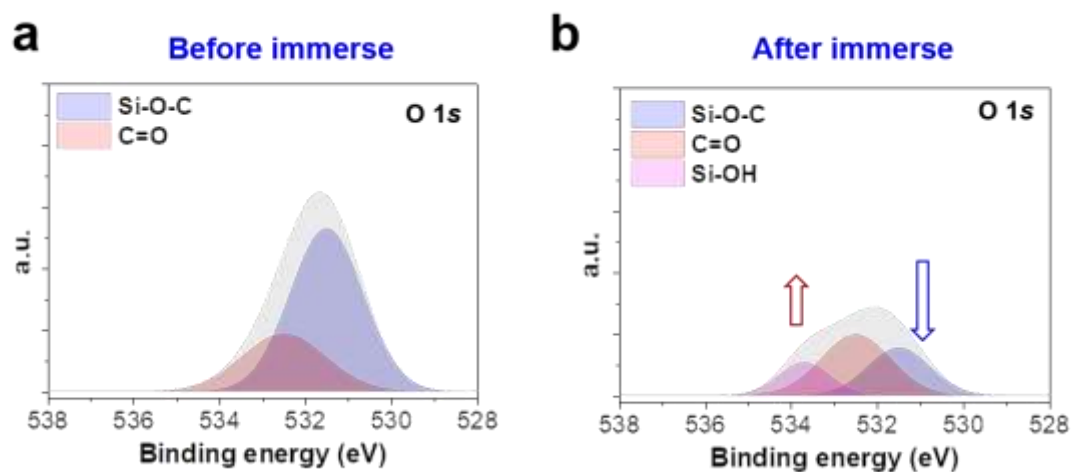 a
Before immerse
Si-O-C
C=O
O 1s
a.u.
538 536 534 532 530 528
Binding energy (eV)
b
After immerse
Si-O-C
C=O
Si-OH
O 1s
a.u.
538 536 534 532 530 528
Binding energy (eV)